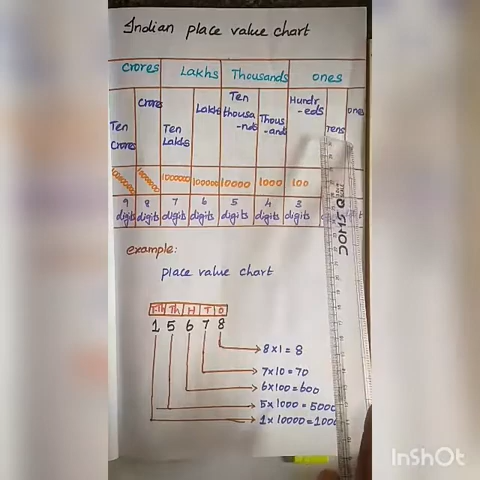 Indian place value chart
crores Lakhs Thousands ones
Ten Crores Crores Ten Lakhs Lakhs Ten thousa-nds Thous-ands Hundr-eds Tens ones
1000000 100000 10000 1000 100
9 digits 8 digits 7 digits 6 digits 5 digits 4 digits 3 digits
example:
place value chart
T.Th Th H T O
1 5 6 7 8
8×1=8
7×10=70
6×100=600
5×1000=5000
1×10000=1000
SHOT O
InShOt